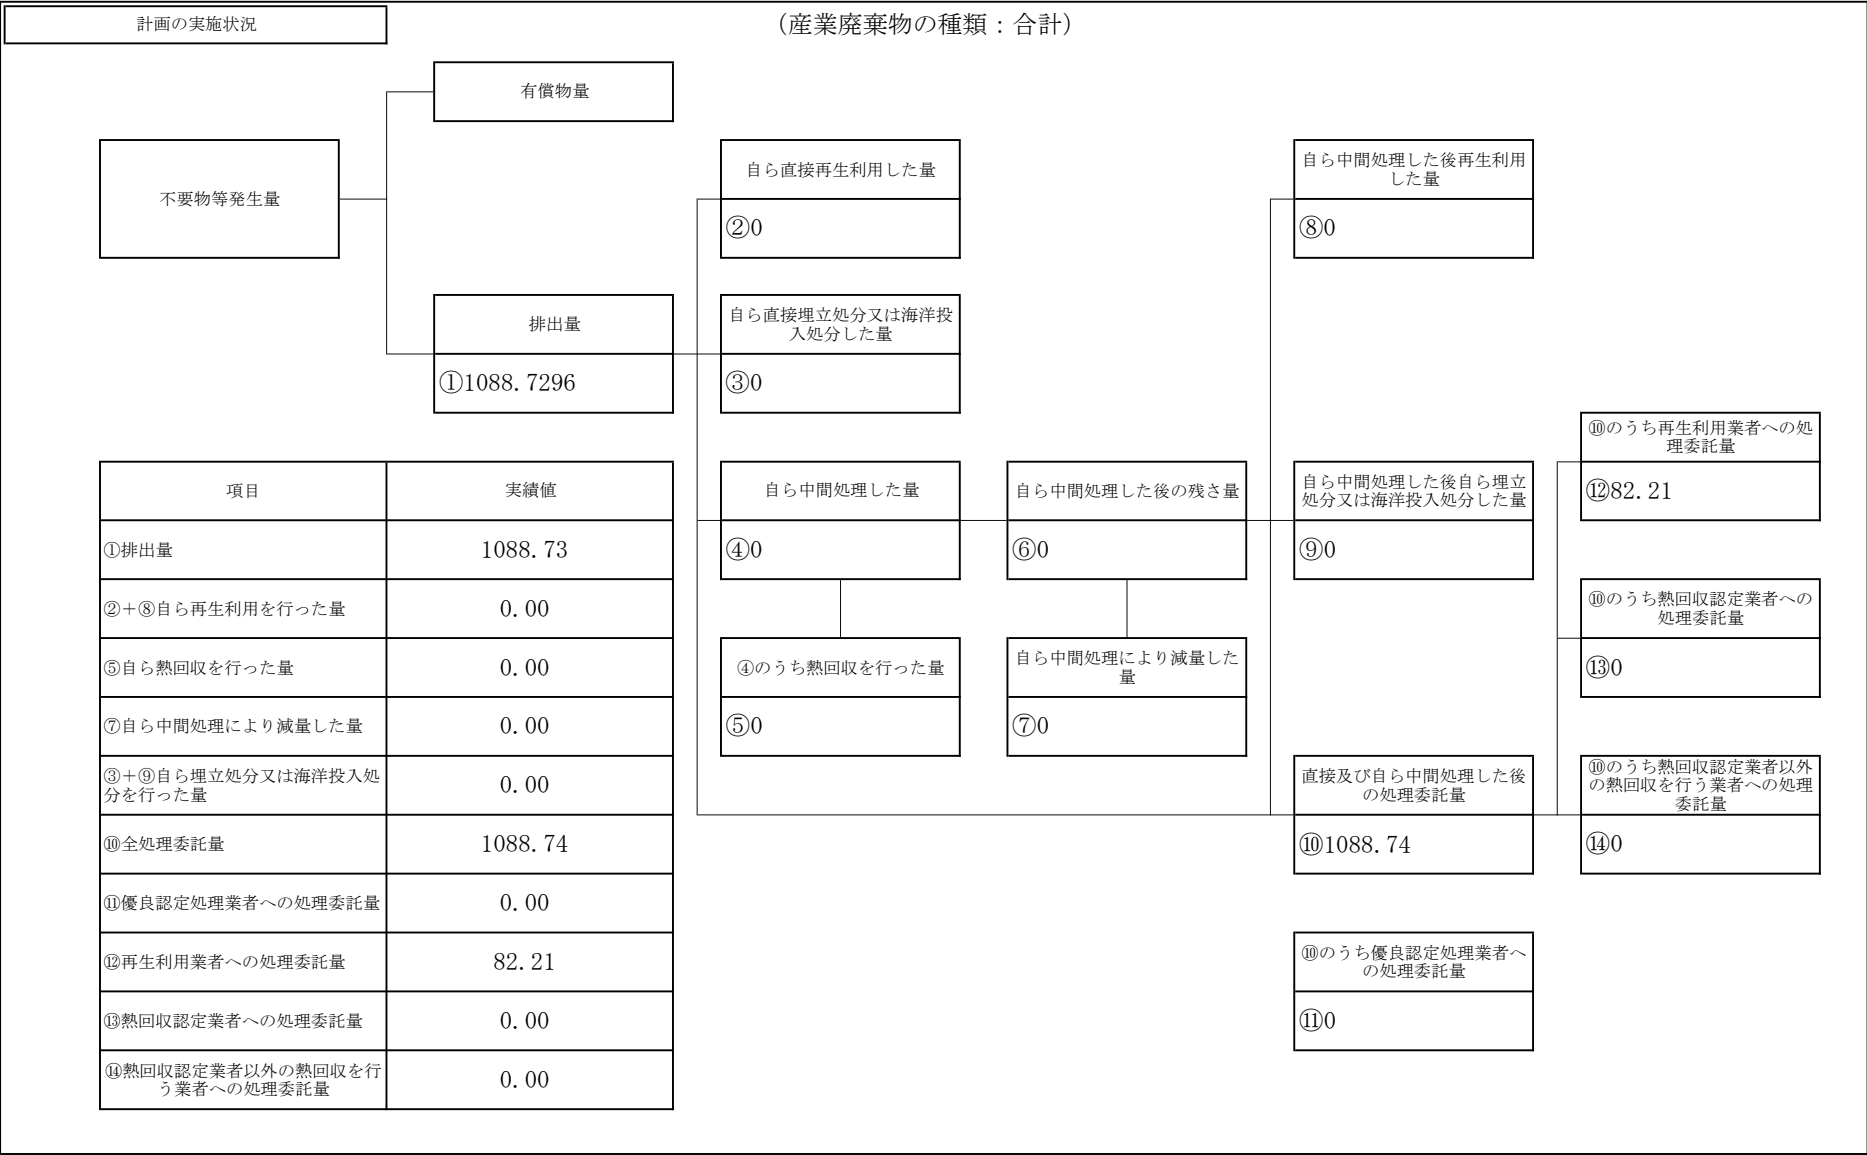 計画の実施状況
（産業廃棄物の種類：合計）
有償物量
不要物等発生量
自ら直接再生利用した量
②0
自ら中間処理した後再生利用
した量
⑧0
排出量
①1088.7296
自ら直接埋立処分又は海洋投
入処分した量
③0
⑩のうち再生利用業者への処
理委託量
⑫82.21
自ら中間処理した量
④0
自ら中間処理した後の残さ量
⑥0
自ら中間処理した後自ら埋立
処分又は海洋投入処分した量
⑨0
⑩のうち熱回収認定業者への
処理委託量
⑬0
④のうち熱回収を行った量
⑤0
自ら中間処理により減量した
量
⑦0
直接及び自ら中間処理した後
の処理委託量
⑩1088.74
⑩のうち熱回収認定業者以外
の熱回収を行う業者への処理
委託量
⑭0
⑩のうち優良認定処理業者へ
の処理委託量
⑪0
項目 実績値
①排出量 1088.73
②＋⑧自ら再生利用を行った量 0.00
⑤自ら熱回収を行った量 0.00
⑦自ら中間処理により減量した量 0.00
③＋⑨自ら埋立処分又は海洋投入処
分を行った量 0.00
⑩全処理委託量 1088.74
⑪優良認定処理業者への処理委託量 0.00
⑫再生利用業者への処理委託量 82.21
⑬熱回収認定業者への処理委託量 0.00
⑭熱回収認定業者以外の熱回収を行
う業者への処理委託量 0.00